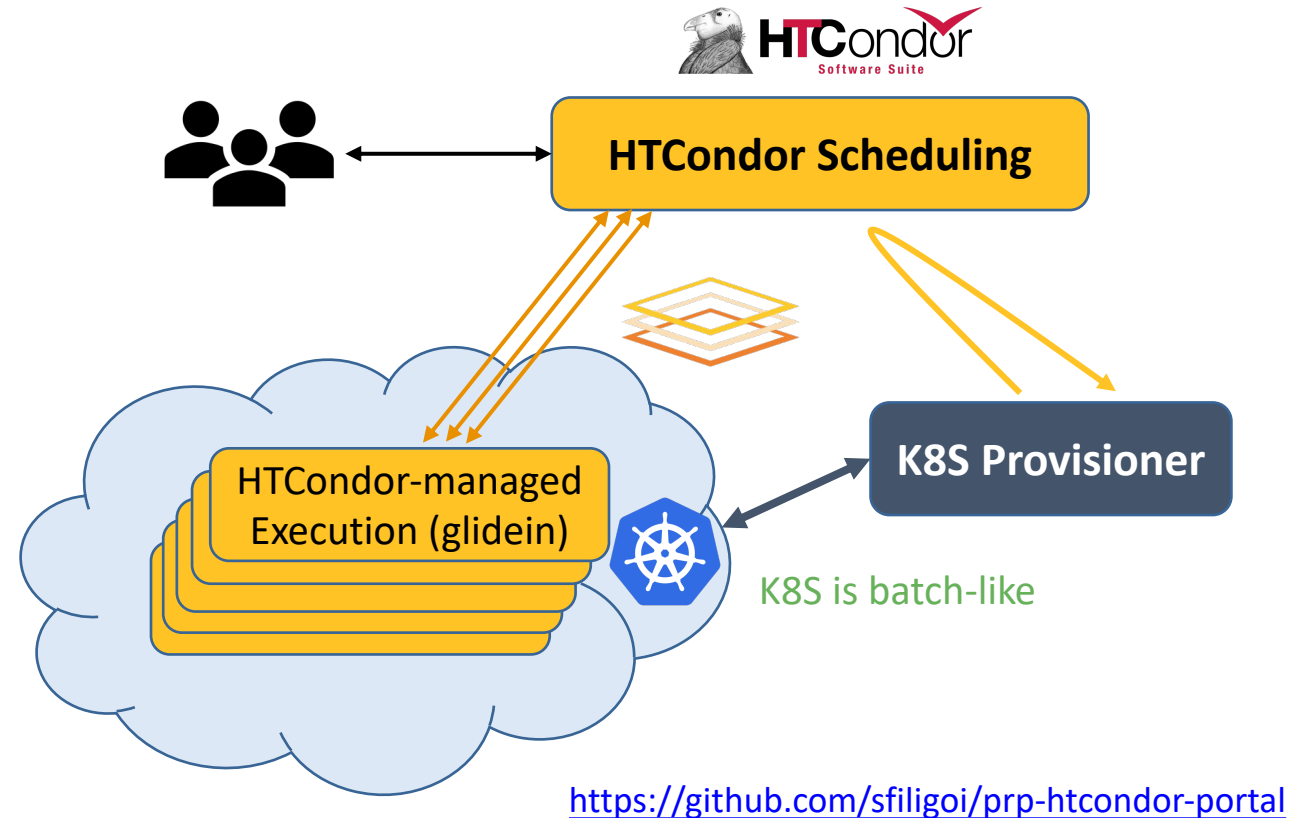 HTCondor
Software Suite
HTCondor Scheduling
HTCondor-managed
Execution (glidein)
K8S Provisioner
K8S is batch-like
https://github.com/sfiligoi/prp-htcondor-portal